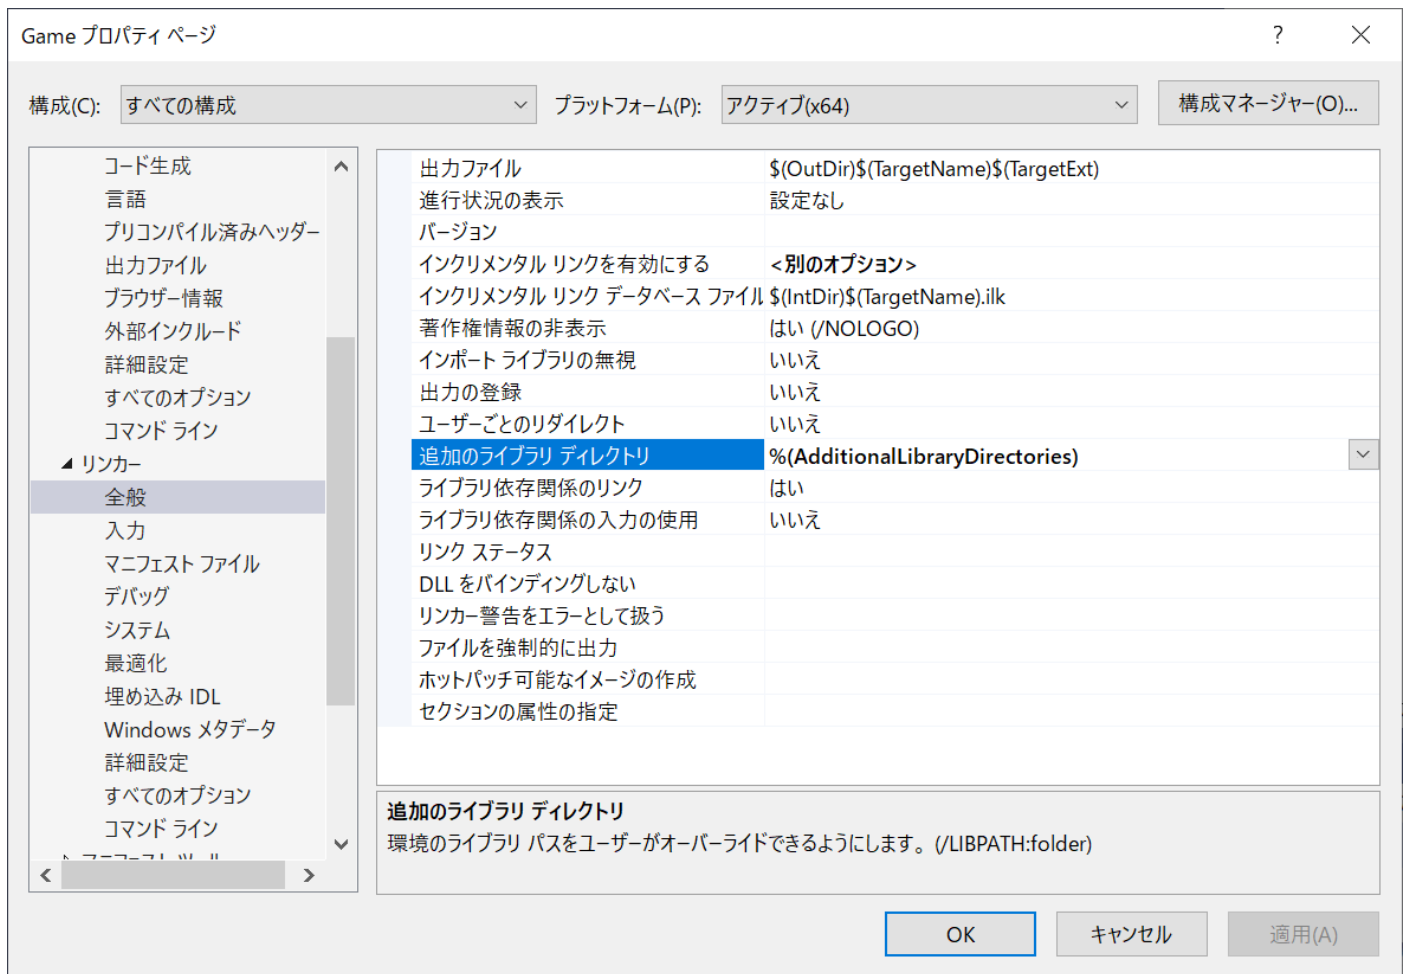 Game プロパティ ページ
?
構成(C): すべての構成 プラットフォーム(P): アクティブ(x64) 構成マネージャー(O)...
コード生成
言語
プリコンパイル済みヘッダー
出力ファイル
ブラウザー情報
外部インクルード
詳細設定
すべてのオプション
コマンド ライン
リンカー
全般
入力
マニフェスト ファイル
デバッグ
システム
最適化
埋め込み IDL
Windows メタデータ
詳細設定
すべてのオプション
コマンド ライン
マニフェスト ツール
出力ファイル $(OutDir)$(TargetName)$(TargetExt)
進行状況の表示 設定なし
バージョン
インクリメンタル リンクを有効にする <別のオプション>
インクリメンタル リンク データベース ファイル $(IntDir)$(TargetName).ilk
著作権情報の非表示 はい (/NOLOGO)
インポート ライブラリの無視 いいえ
出力の登録 いいえ
ユーザーごとのリダイレクト いいえ
追加のライブラリ ディレクトリ %(AdditionalLibraryDirectories)
ライブラリ依存関係のリンク はい
ライブラリ依存関係の入力の使用 いいえ
リンク ステータス
DLL をバインディングしない
リンカー警告をエラーとして扱う
ファイルを強制的に出力
ホットパッチ可能なイメージの作成
セクションの属性の指定
追加のライブラリ ディレクトリ
環境のライブラリ パスをユーザーがオーバーライドできるようにします。(/LIBPATH:folder)
OK キャンセル 適用(A)